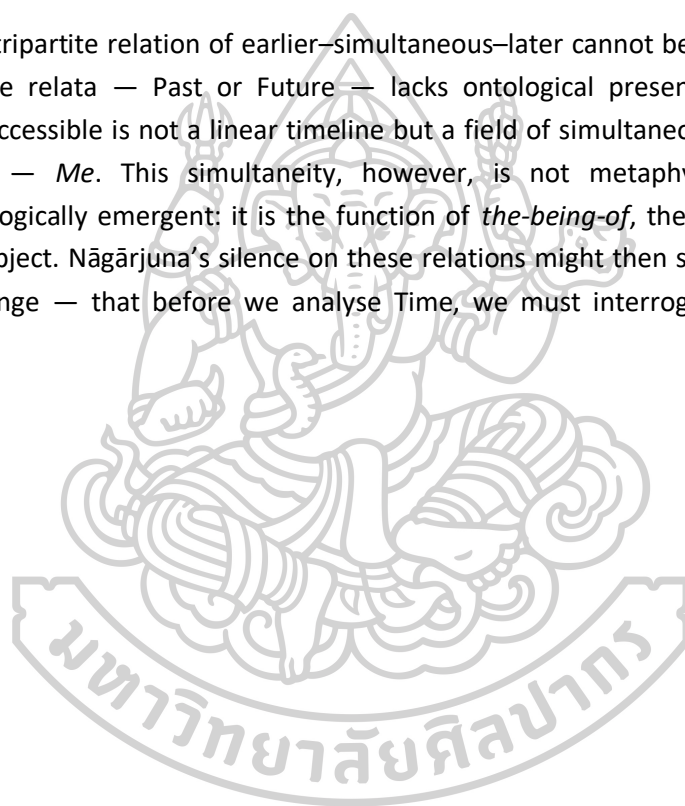 tripartite relation of earlier–simultaneous–later cannot be
e relata — Past or Future — lacks ontological presen
ccessible is not a linear timeline but a field of simultaneo
— Me. This simultaneity, however, is not metaphy
logically emergent: it is the function of the-being-of, the
bject. Nāgārjuna’s silence on these relations might then s
nge — that before we analyse Time, we must interrog
มหาวิทยาลัยศิลปากร